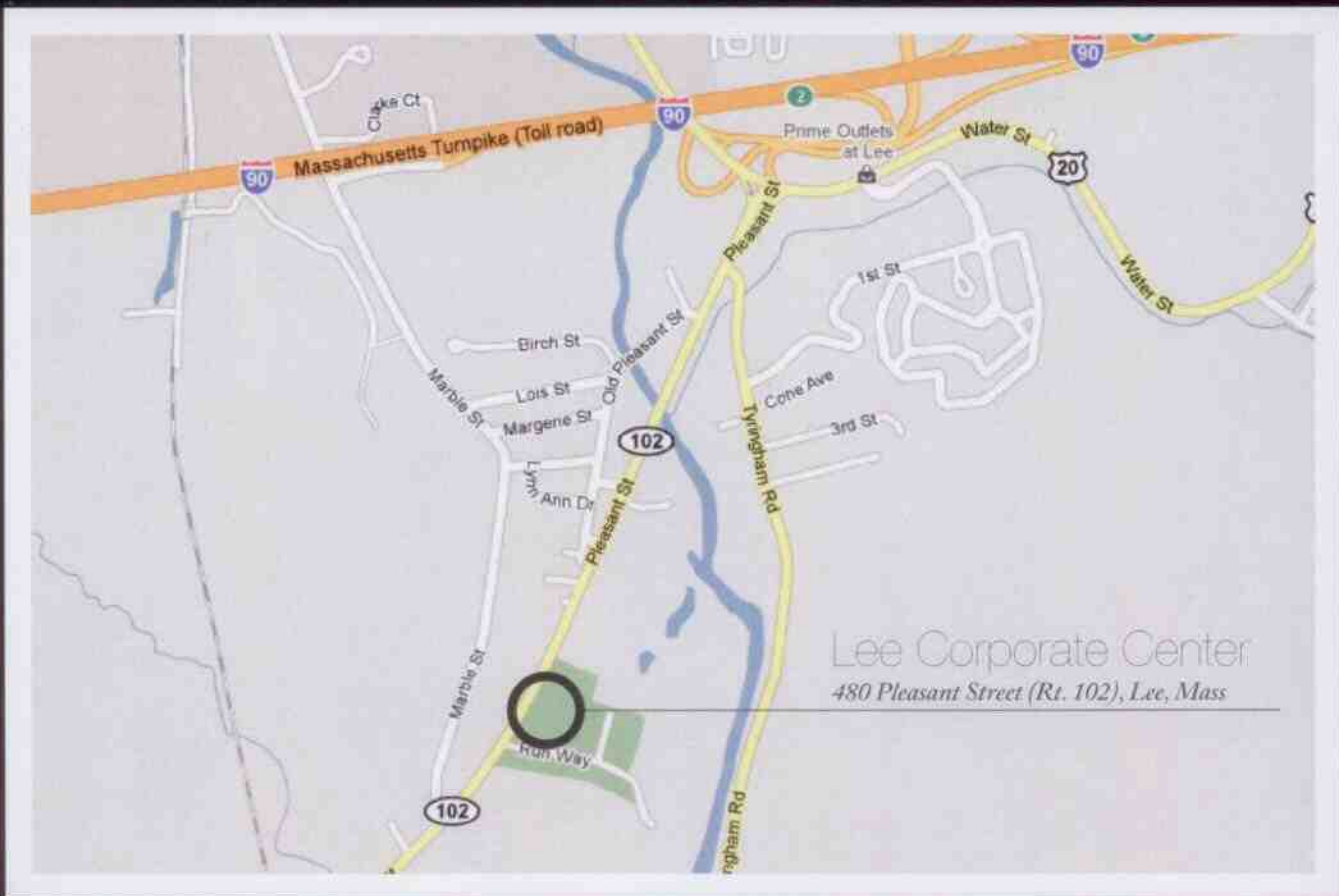 90
90
2
Clarke Ct
Massachusetts Turnpike (Toll road)
90
Prime Outlets
at Lee
Water St
20
Pleasant St
Water St
1st St
Birch St
Old Pleasant St
Lois St
Marble St
Margerie St
102
Cone Ave
3rd St
Tyringham Rd
Lynn Ann Dr
Pleasant St
Marble St
Lee Corporate Center
480 Pleasant Street (Rt. 102), Lee, Mass
Run Way
102
ngham Rd